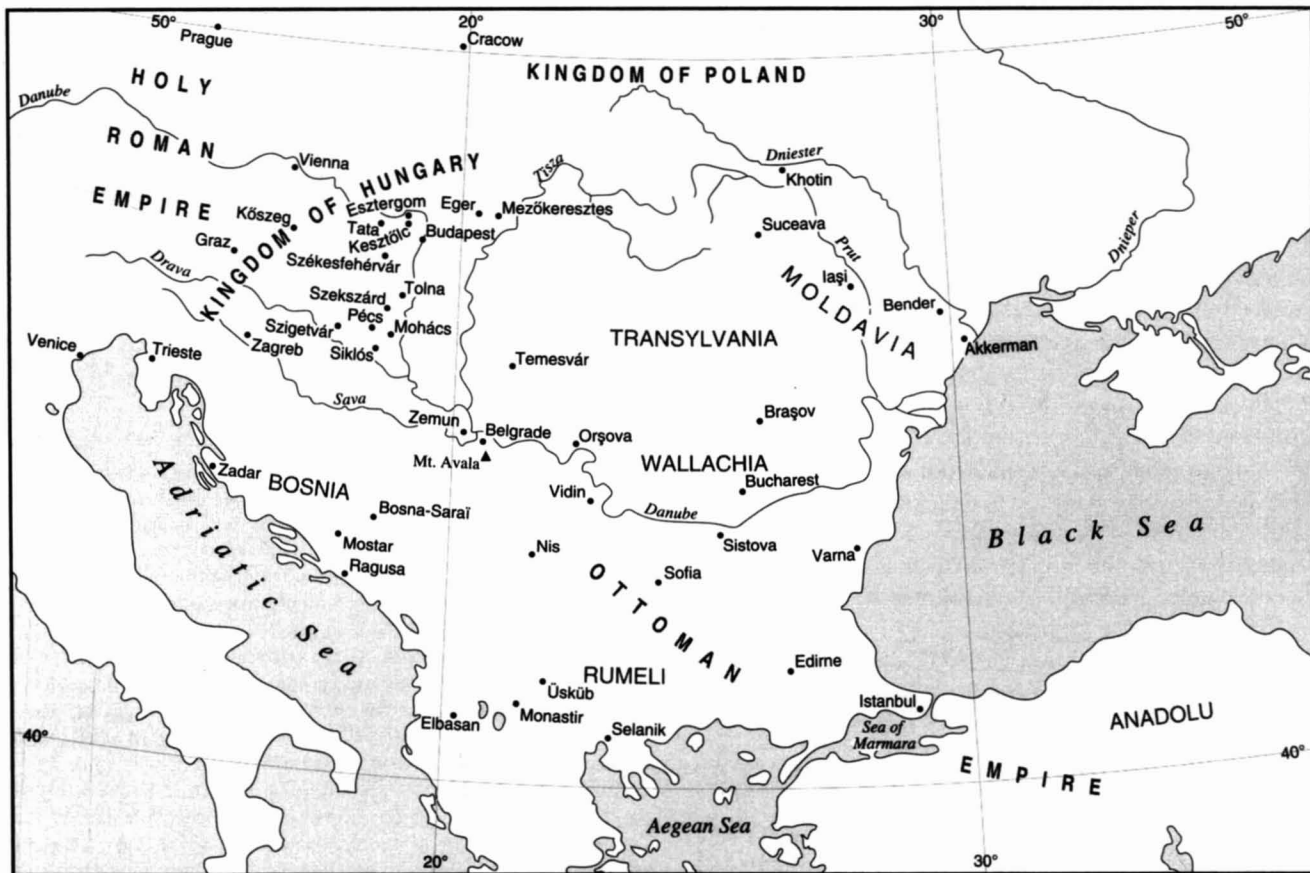 50°
20°
30°
50°
Prague
Cracow
HOLY
KINGDOM OF POLAND
Danube
ROMAN
Vienna
KINGDOM OF HUNGARY
Tisza
Dniester
Khotin
EMPIRE
Kőszeg
Esztergom
Eger
Mezőkeresztes
Tata
Kesztölc
Budapest
Suceava
Graz
Székesfehérvár
Prut
Dnieper
Drava
Tolna
Iaşi
MOLDAVIA
Szekszárd
Bender
Pécs
Szigetvár
Mohács
TRANSYLVANIA
Venice
Trieste
Zagreb
Siklós
Akkerman
Temesvár
Sava
Zemun
Belgrade
Orşova
Braşov
Mt. Avala
WALLACHIA
Zadar
BOSNIA
Vidin
Bucharest
Adriatic Sea
Bosna-Saraï
Danube
Black Sea
Mostar
Nis
Sistova
Varna
Ragusa
Sofia
OTTOMAN
RUMELI
Edirne
Üsküb
Istanbul
Elbasan
Monastir
ANADOLU
Selanik
Sea of
Marmara
40°
EMPIRE
40°
Aegean Sea
20°
30°